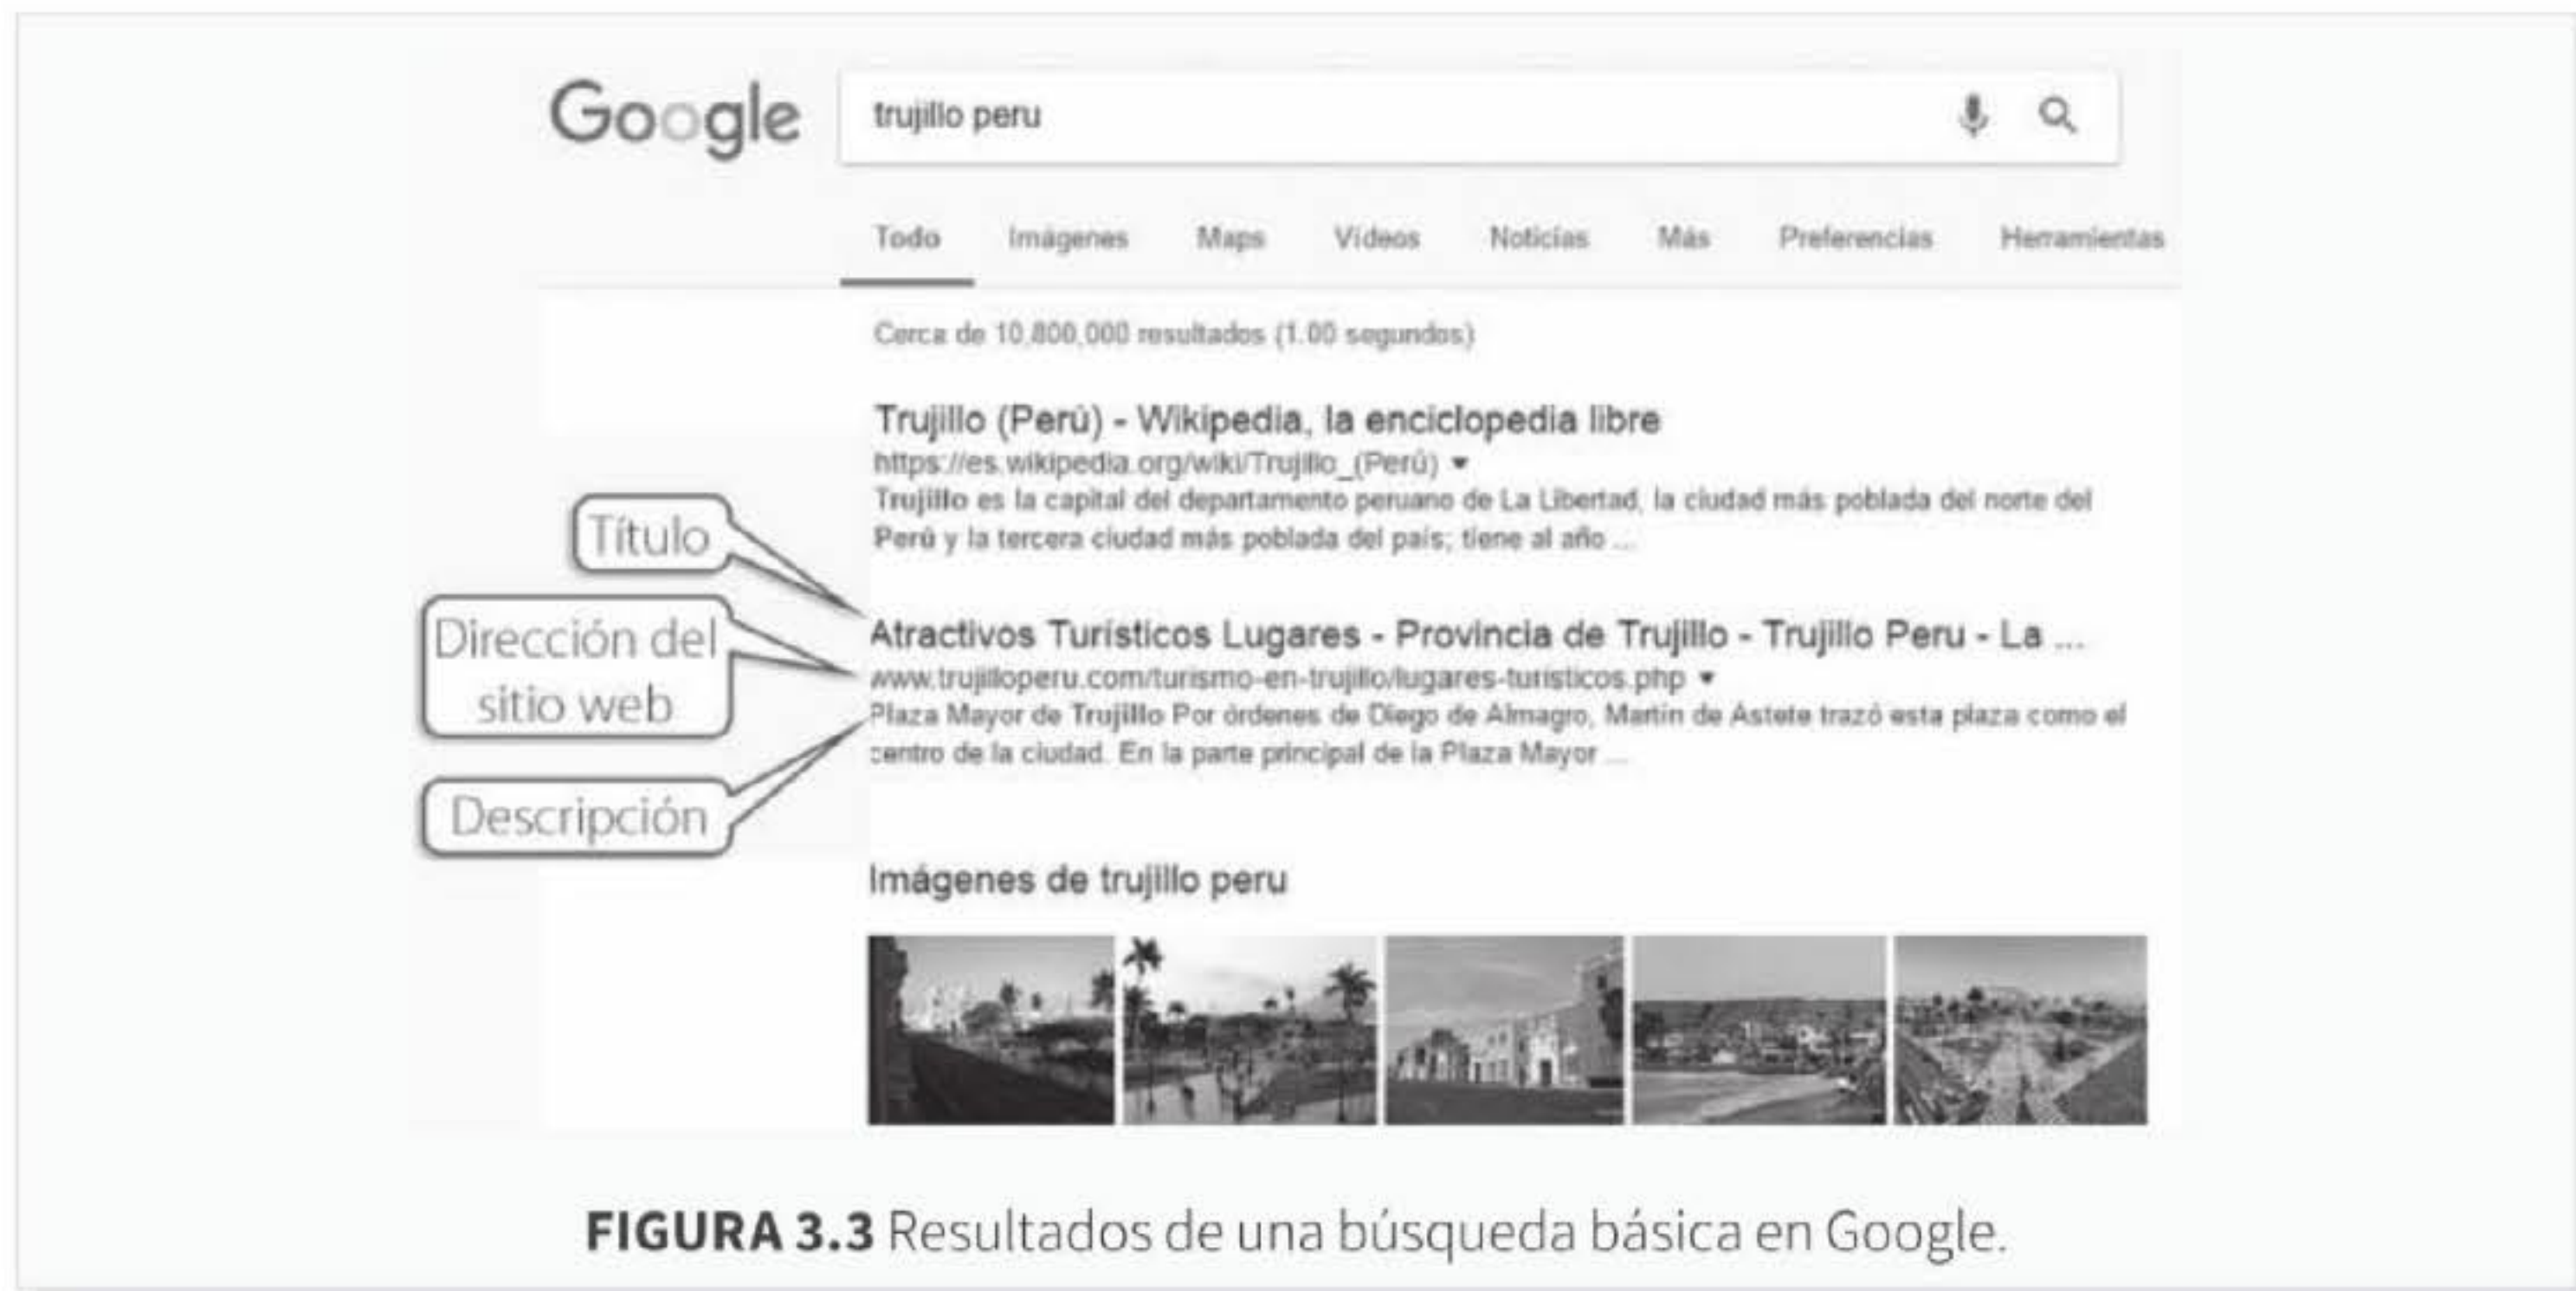 Google
trujillo peru
Todo Imágenes Maps Vídeos Noticias Más Preferencias Herramientas
Cerca de 10,800,000 resultados (1.00 segundos)
Trujillo (Perú) - Wikipedia, la enciclopedia libre
https://es.wikipedia.org/wiki/Trujillo_(Perú)
Trujillo es la capital del departamento peruano de La Libertad, la ciudad más poblada del norte del
Perú y la tercera ciudad más poblada del país; tiene al año ...
Título
Dirección del
sitio web
Descripción
Atractivos Turísticos Lugares - Provincia de Trujillo - Trujillo Peru - La ...
www.trujilloperu.com/turismo-en-trujillo/lugares-turisticos.php
Plaza Mayor de Trujillo Por órdenes de Diego de Almagro, Martín de Astete trazó esta plaza como el
centro de la ciudad. En la parte principal de la Plaza Mayor ...
Imágenes de trujillo peru
FIGURA 3.3 Resultados de una búsqueda básica en Google.